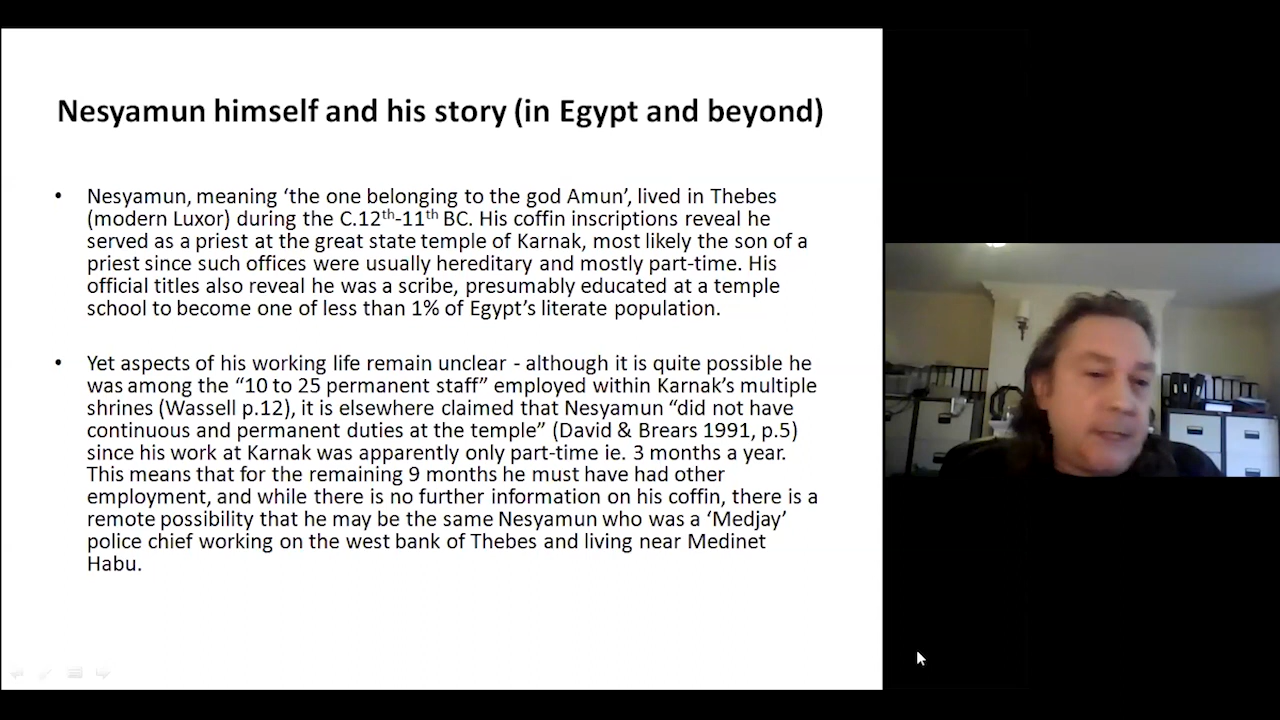 Nesyamun himself and his story (in Egypt and beyond)
• Nesyamun, meaning ‘the one belonging to the god Amun’, lived in Thebes
(modern Luxor) during the C.12th-11th BC. His coffin inscriptions reveal he
served as a priest at the great state temple of Karnak, most likely the son of a
priest since such offices were usually hereditary and mostly part-time. His
official titles also reveal he was a scribe, presumably educated at a temple
school to become one of less than 1% of Egypt’s literate population.
• Yet aspects of his working life remain unclear - although it is quite possible he
was among the “10 to 25 permanent staff” employed within Karnak’s multiple
shrines (Wassell p.12), it is elsewhere claimed that Nesyamun “did not have
continuous and permanent duties at the temple” (David & Brears 1991, p.5)
since his work at Karnak was apparently only part-time ie. 3 months a year.
This means that for the remaining 9 months he must have had other
employment, and while there is no further information on his coffin, there is a
remote possibility that he may be the same Nesyamun who was a ‘Medjay’
police chief working on the west bank of Thebes and living near Medinet
Habu.